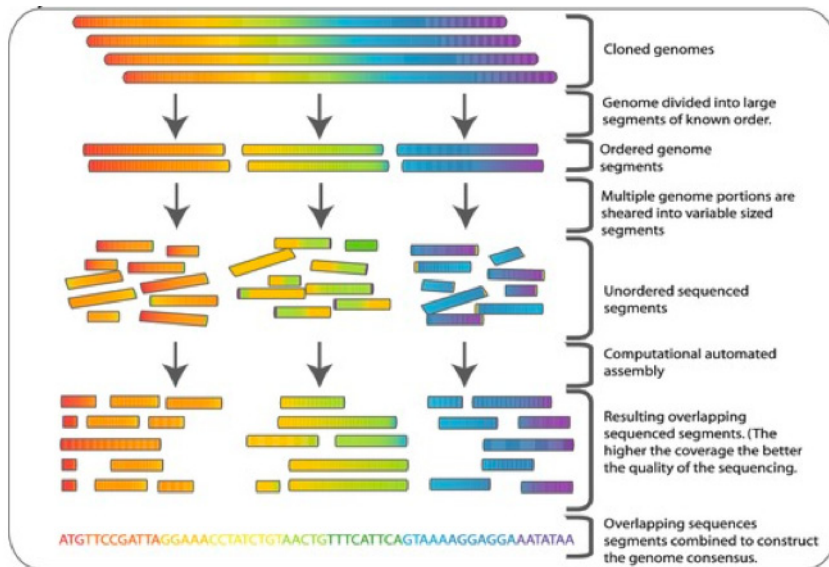 Cloned genomes
Genome divided into large
segments of known order.
Ordered genome
segments
Multiple genome portions are
sheared into variable sized
segments
Unordered sequenced
segments
Computational automated
assembly
Resulting overlapping
sequenced segments. (The
higher the coverage the better
the quality of the sequencing.
ATGTTCCGATTAGGAAACCTATCTGTAACTGTTTCATTCAGTAAAAGGAGGAAATATAA
Overlapping sequences
segments combined to construct
the genome consensus.